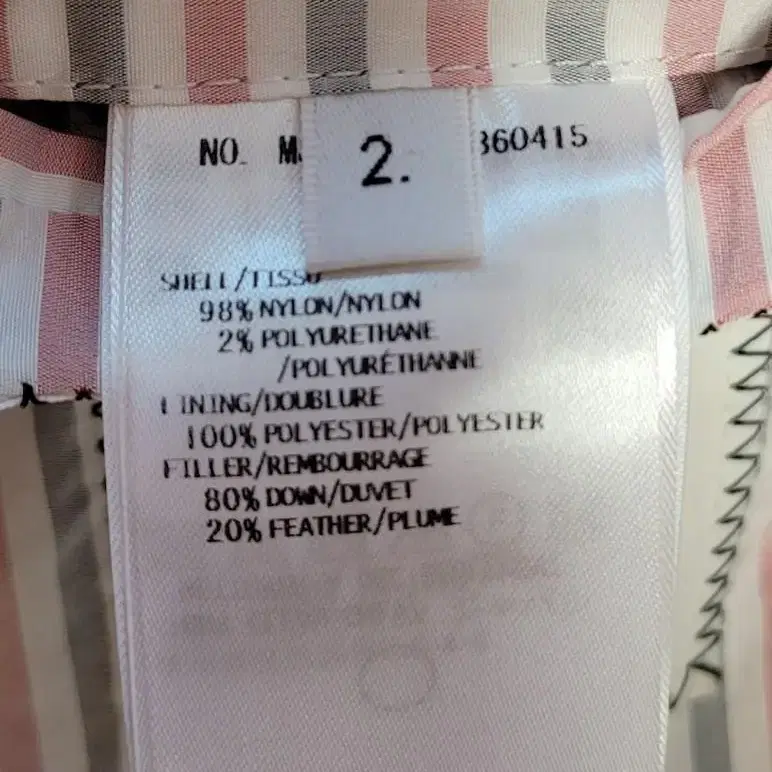 NO. 360415
2.
SHELL/TISSU
98% NYLON/NYLON
2% POLYURETHANE
/POLYURÉTHANNE
LINING/DOUBLURE
100% POLYESTER/POLYESTER
FILLER/REMBOURRAGE
80% DOWN/DUVET
20% FEATHER/PLUME